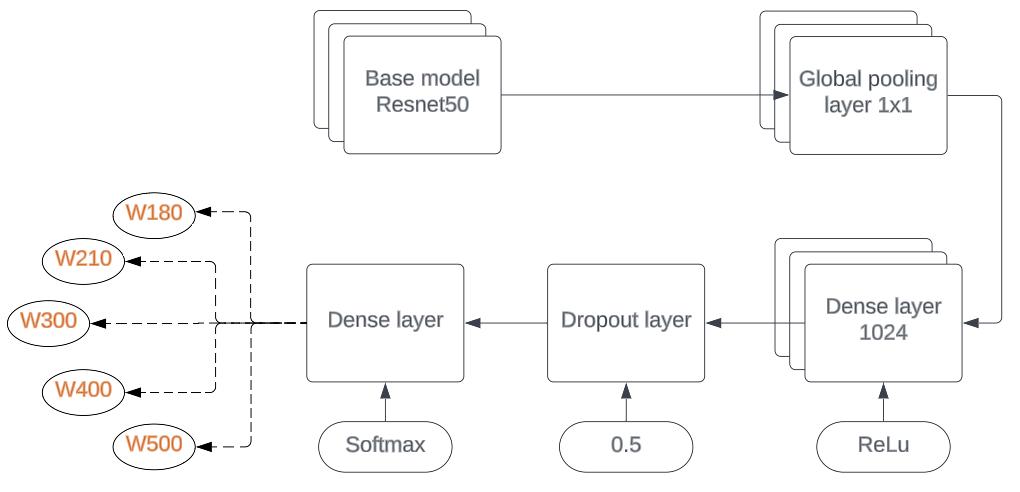 Base model
Resnet50
Global pooling
layer 1x1
W180
W210
W300
W400
W500
Dense layer
Dropout layer
Dense layer
1024
Softmax
0.5
ReLu